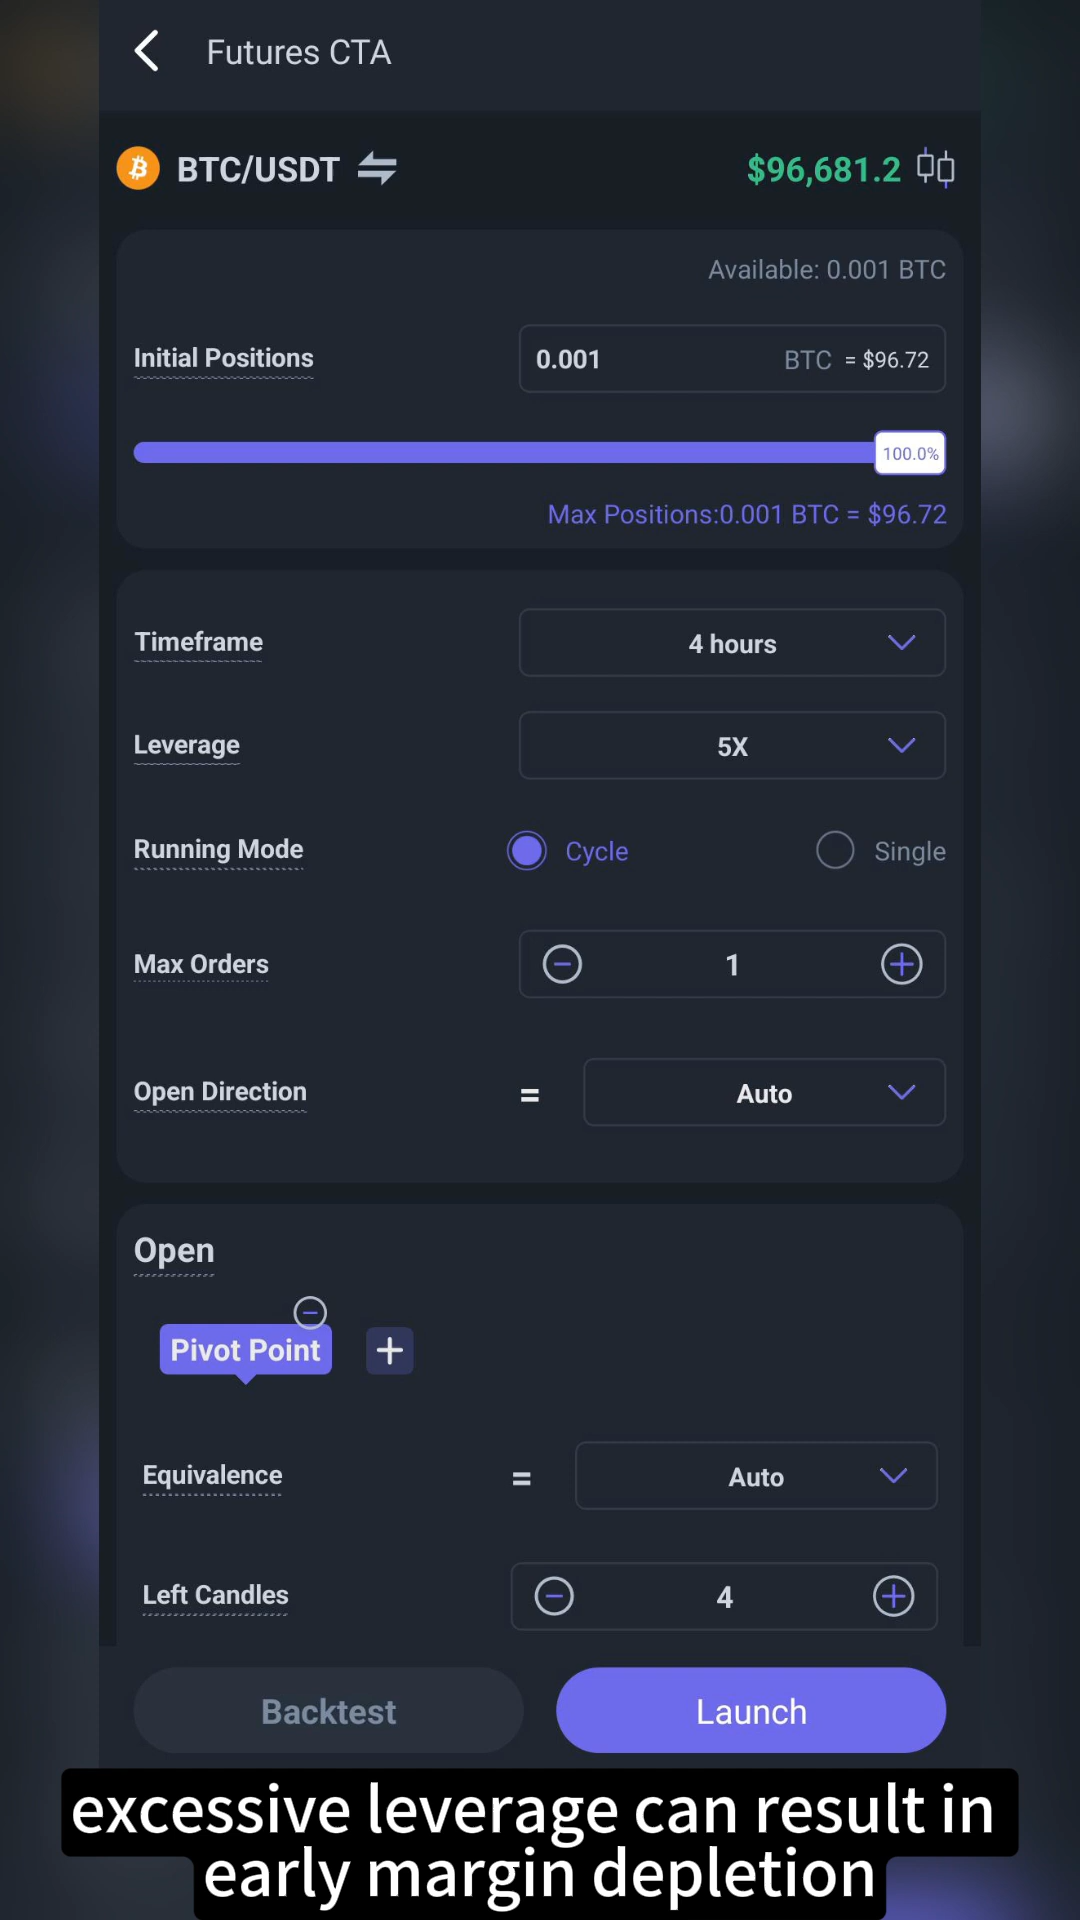 Futures CTA
BTC/USDT $96,681.2
Available: 0.001 BTC
Initial Positions 0.001 BTC = $96.72
100.0%
Max Positions:0.001 BTC = $96.72
Timeframe 4 hours
Leverage 5X
Running Mode Cycle Single
Max Orders − 1 +
Open Direction = Auto
Open
Pivot Point − +
Equivalence = Auto
Left Candles − 4 +
Backtest Launch
excessive leverage can result in
early margin depletion